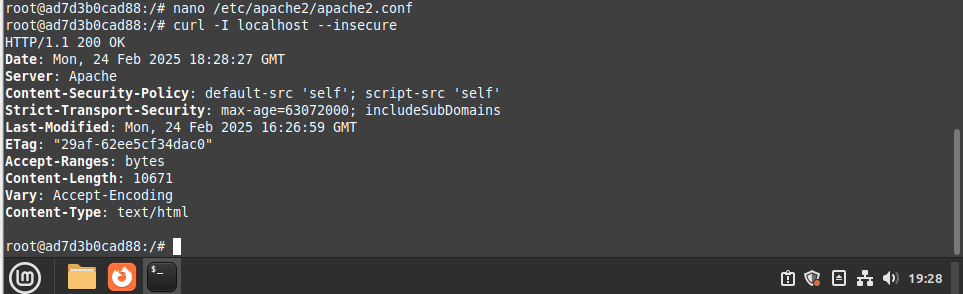 root@ad7d3b0cad88:/# nano /etc/apache2/apache2.conf
root@ad7d3b0cad88:/# curl -I localhost --insecure
HTTP/1.1 200 OK
Date: Mon, 24 Feb 2025 18:28:27 GMT
Server: Apache
Content-Security-Policy: default-src 'self'; script-src 'self'
Strict-Transport-Security: max-age=63072000; includeSubDomains
Last-Modified: Mon, 24 Feb 2025 16:26:59 GMT
ETag: "29af-62ee5cf34dac0"
Accept-Ranges: bytes
Content-Length: 10671
Vary: Accept-Encoding
Content-Type: text/html
root@ad7d3b0cad88:/#
19:28